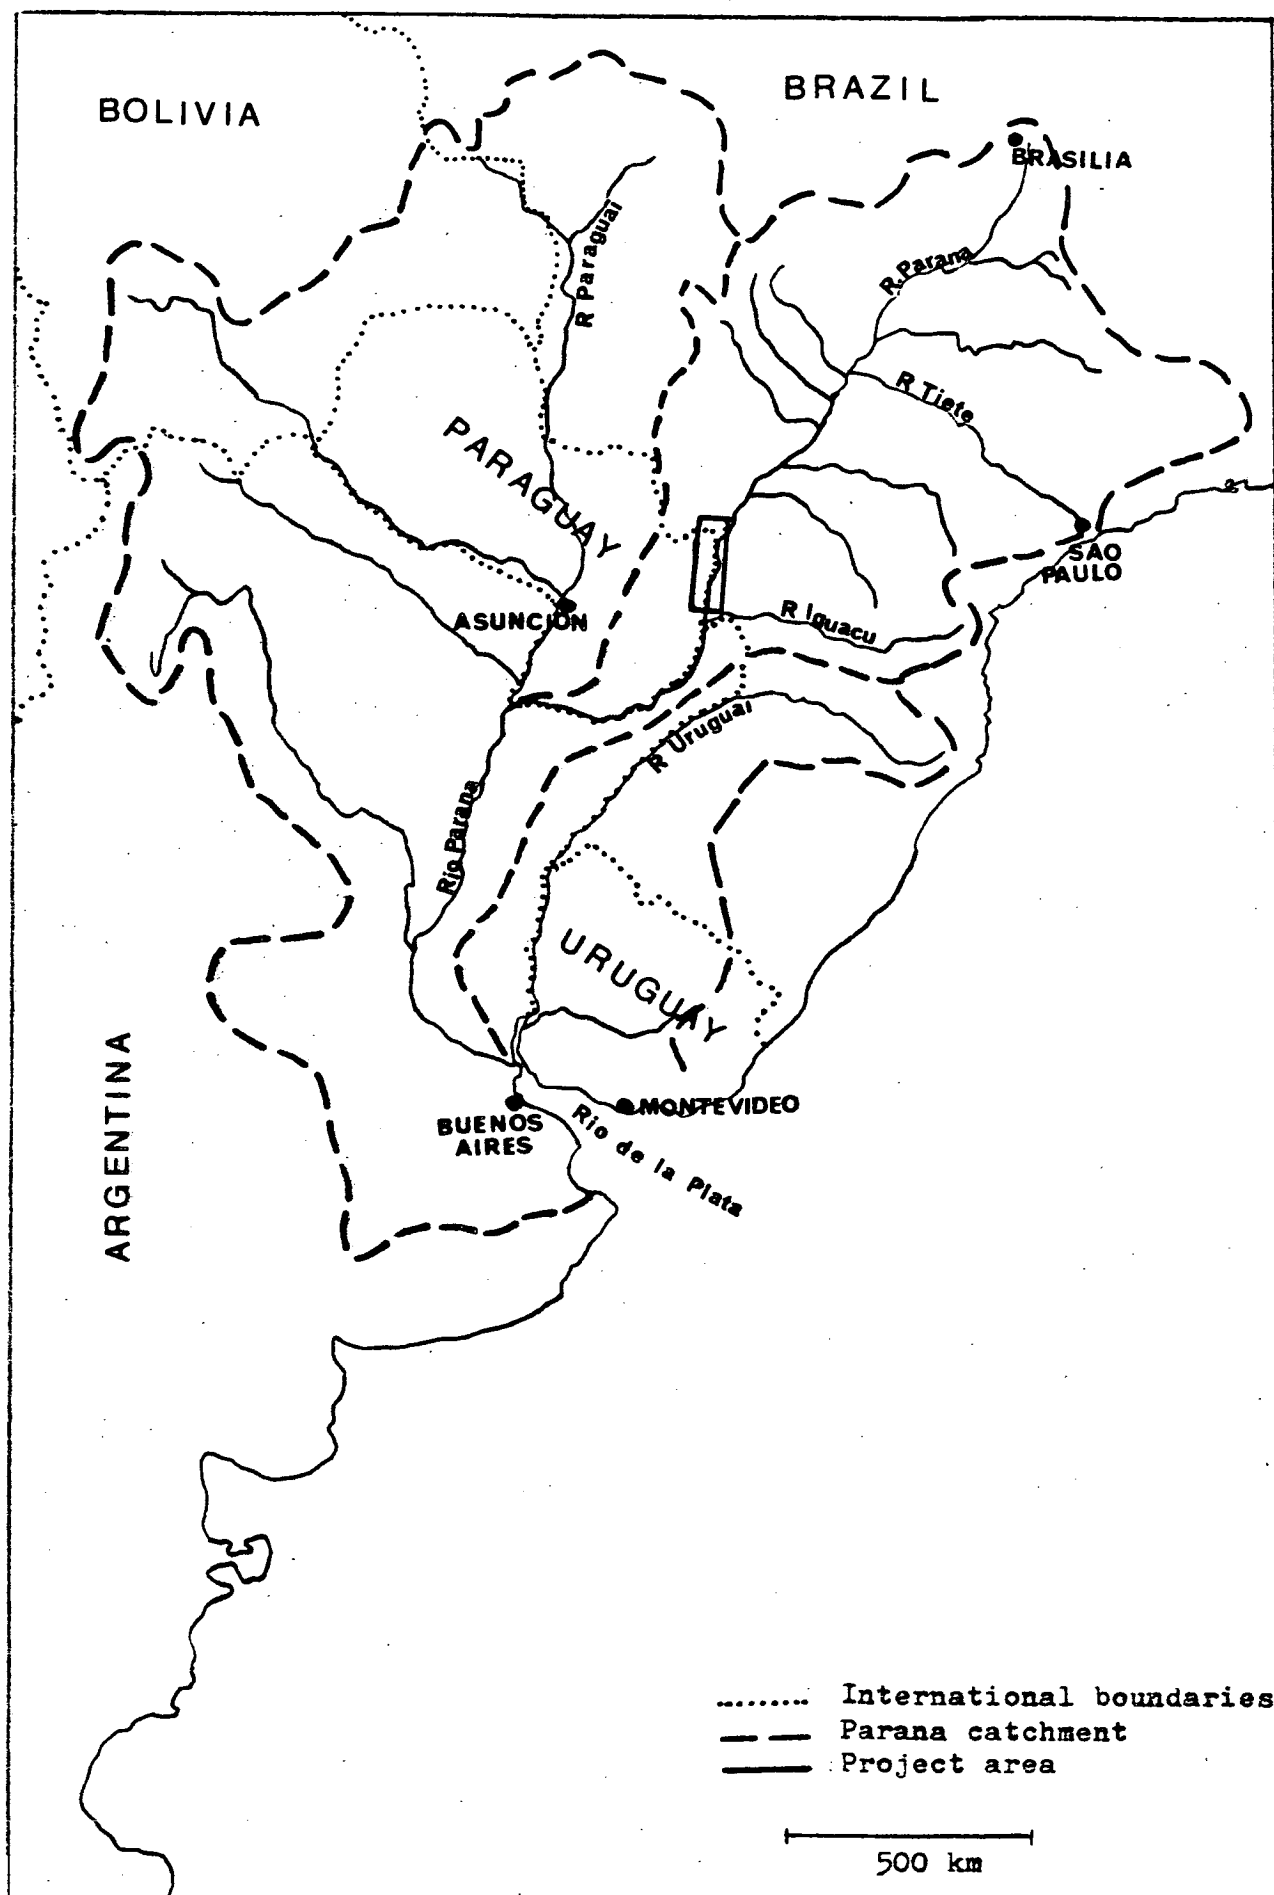 BOLIVIA
BRAZIL
BRASILIA
R Paraguai
R. Parana
R Tiete
PARAGUAY
SAO
PAULO
ASUNCION
R Iguacu
R Uruguai
Rio Parana
URUGUAY
ARGENTINA
BUENOS
AIRES
MONTEVIDEO
Rio de la Plata
International boundaries
Parana catchment
Project area
500 km